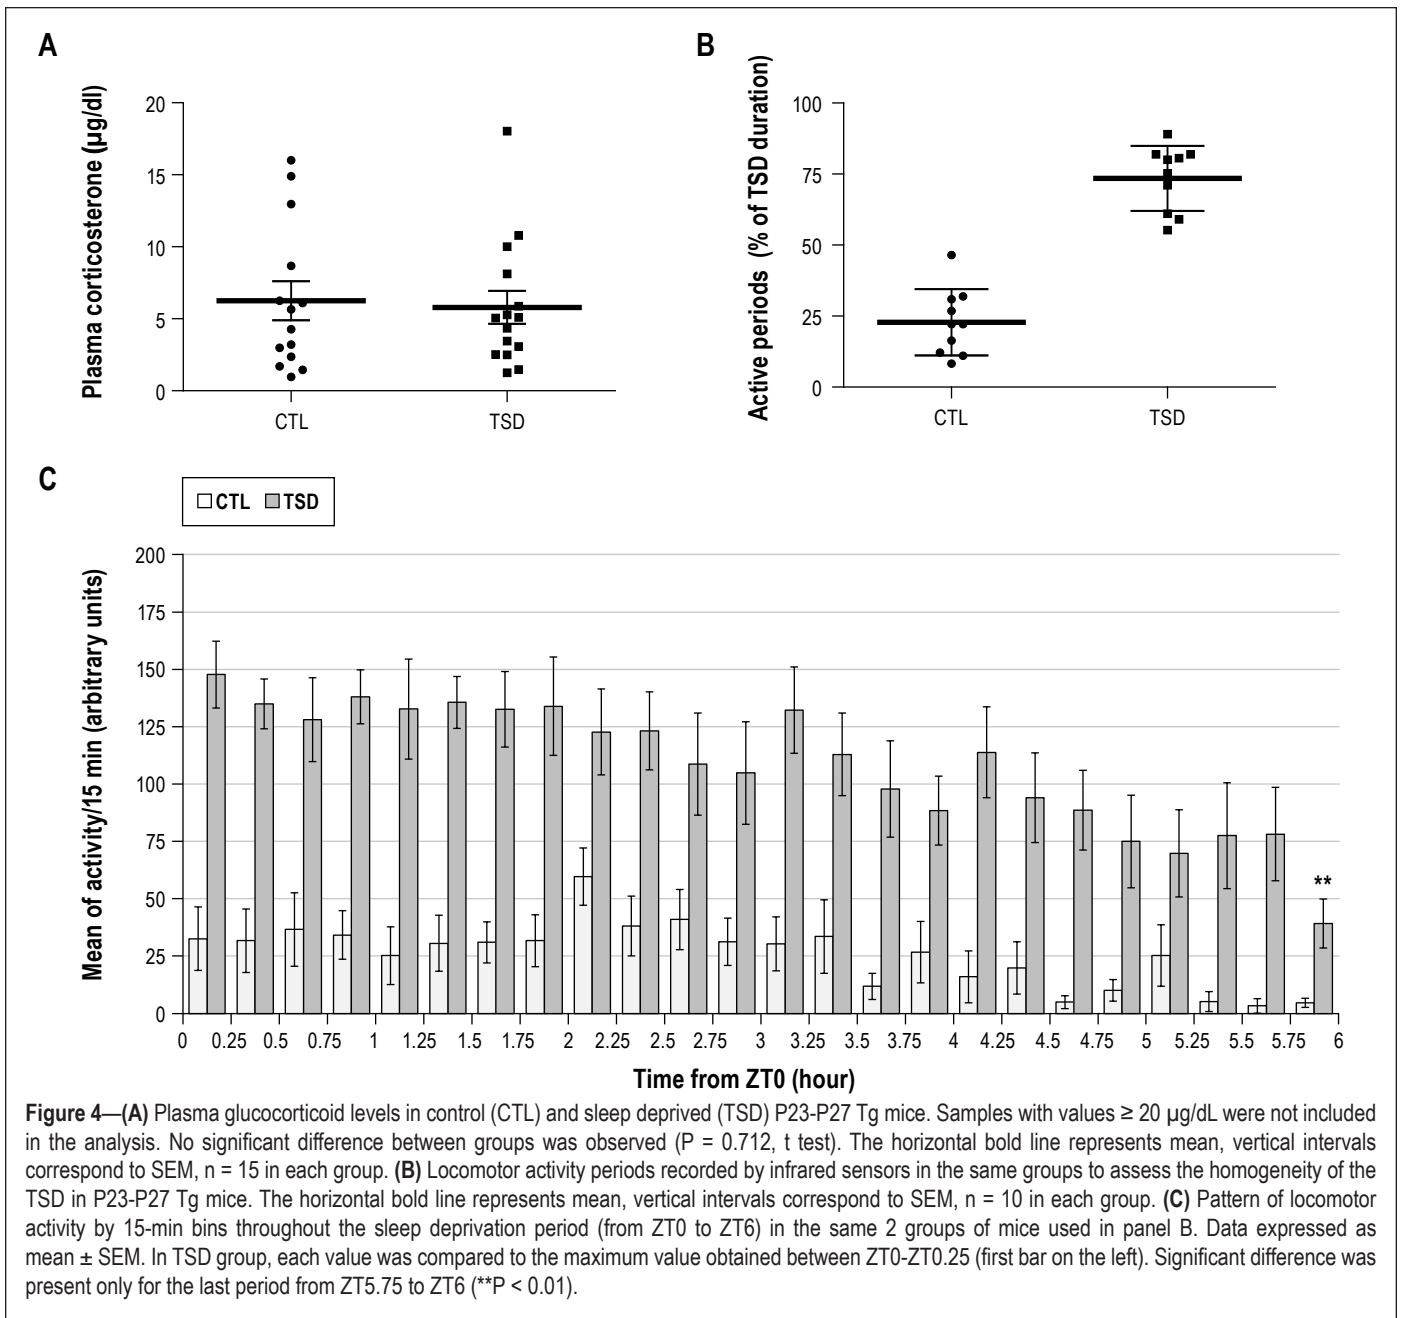 A
B
Plasma corticosterone (µg/dl)
20
15
10
5
0
CTL
TSD
Active periods (% of TSD duration)
100
75
50
25
0
CTL
TSD
C
CTL TSD
Mean of activity/15 min (arbitrary units)
200
175
150
125
100
75
50
25
0
**
0 0.25 0.5 0.75 1 1.25 1.5 1.75 2 2.25 2.5 2.75 3 3.25 3.5 3.75 4 4.25 4.5 4.75 5 5.25 5.5 5.75 6
Time from ZT0 (hour)
Figure 4—(A) Plasma glucocorticoid levels in control (CTL) and sleep deprived (TSD) P23-P27 Tg mice. Samples with values ≥ 20 µg/dL were not included
in the analysis. No significant difference between groups was observed (P = 0.712, t test). The horizontal bold line represents mean, vertical intervals
correspond to SEM, n = 15 in each group. (B) Locomotor activity periods recorded by infrared sensors in the same groups to assess the homogeneity of the
TSD in P23-P27 Tg mice. The horizontal bold line represents mean, vertical intervals correspond to SEM, n = 10 in each group. (C) Pattern of locomotor
activity by 15-min bins throughout the sleep deprivation period (from ZT0 to ZT6) in the same 2 groups of mice used in panel B. Data expressed as
mean ± SEM. In TSD group, each value was compared to the maximum value obtained between ZT0-ZT0.25 (first bar on the left). Significant difference was
present only for the last period from ZT5.75 to ZT6 (**P < 0.01).